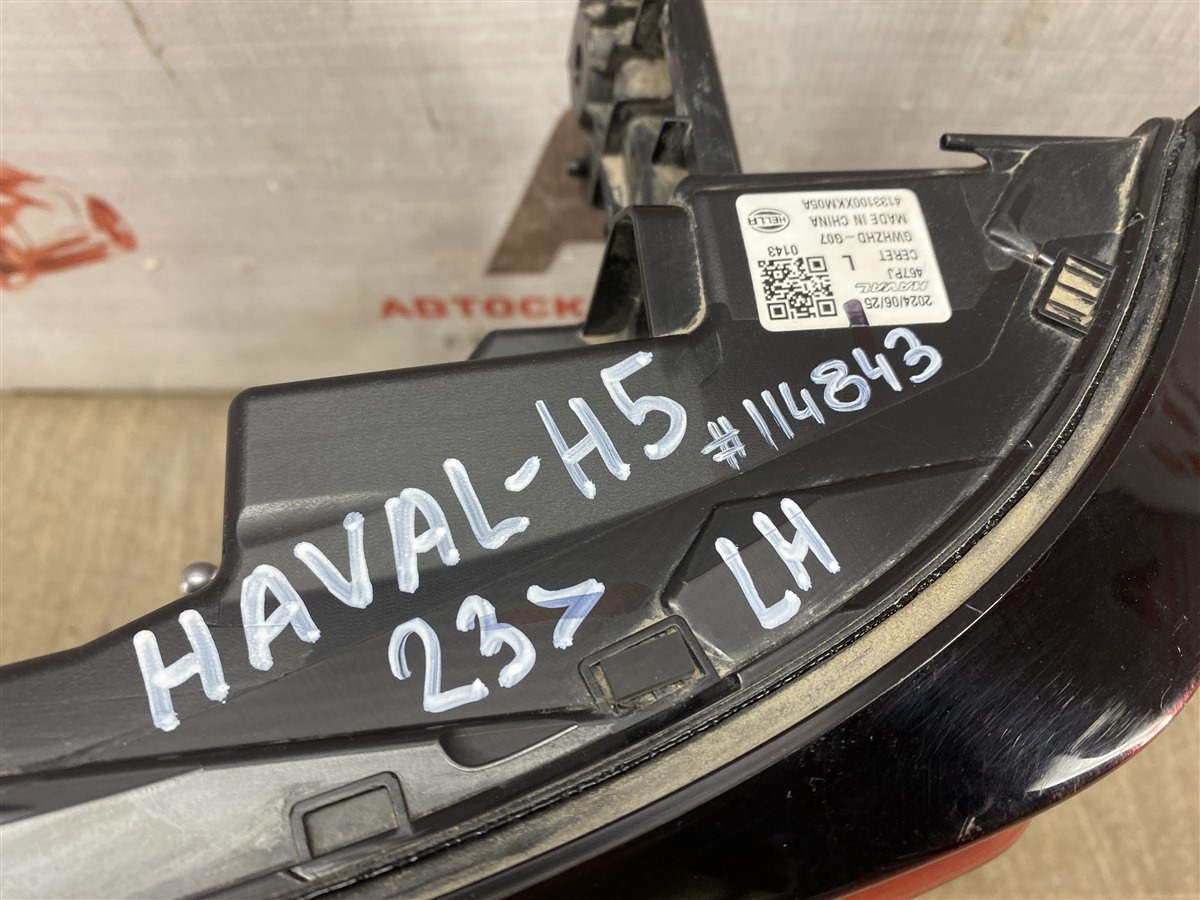 АВТОСК
2024/06/25
HAVAL
467PJ
CERET
L
0143
GWHZHD-G07
MADE IN CHINA
HELLA
4133100XKM05A
HAVAL-H5
#114843
23>
LH